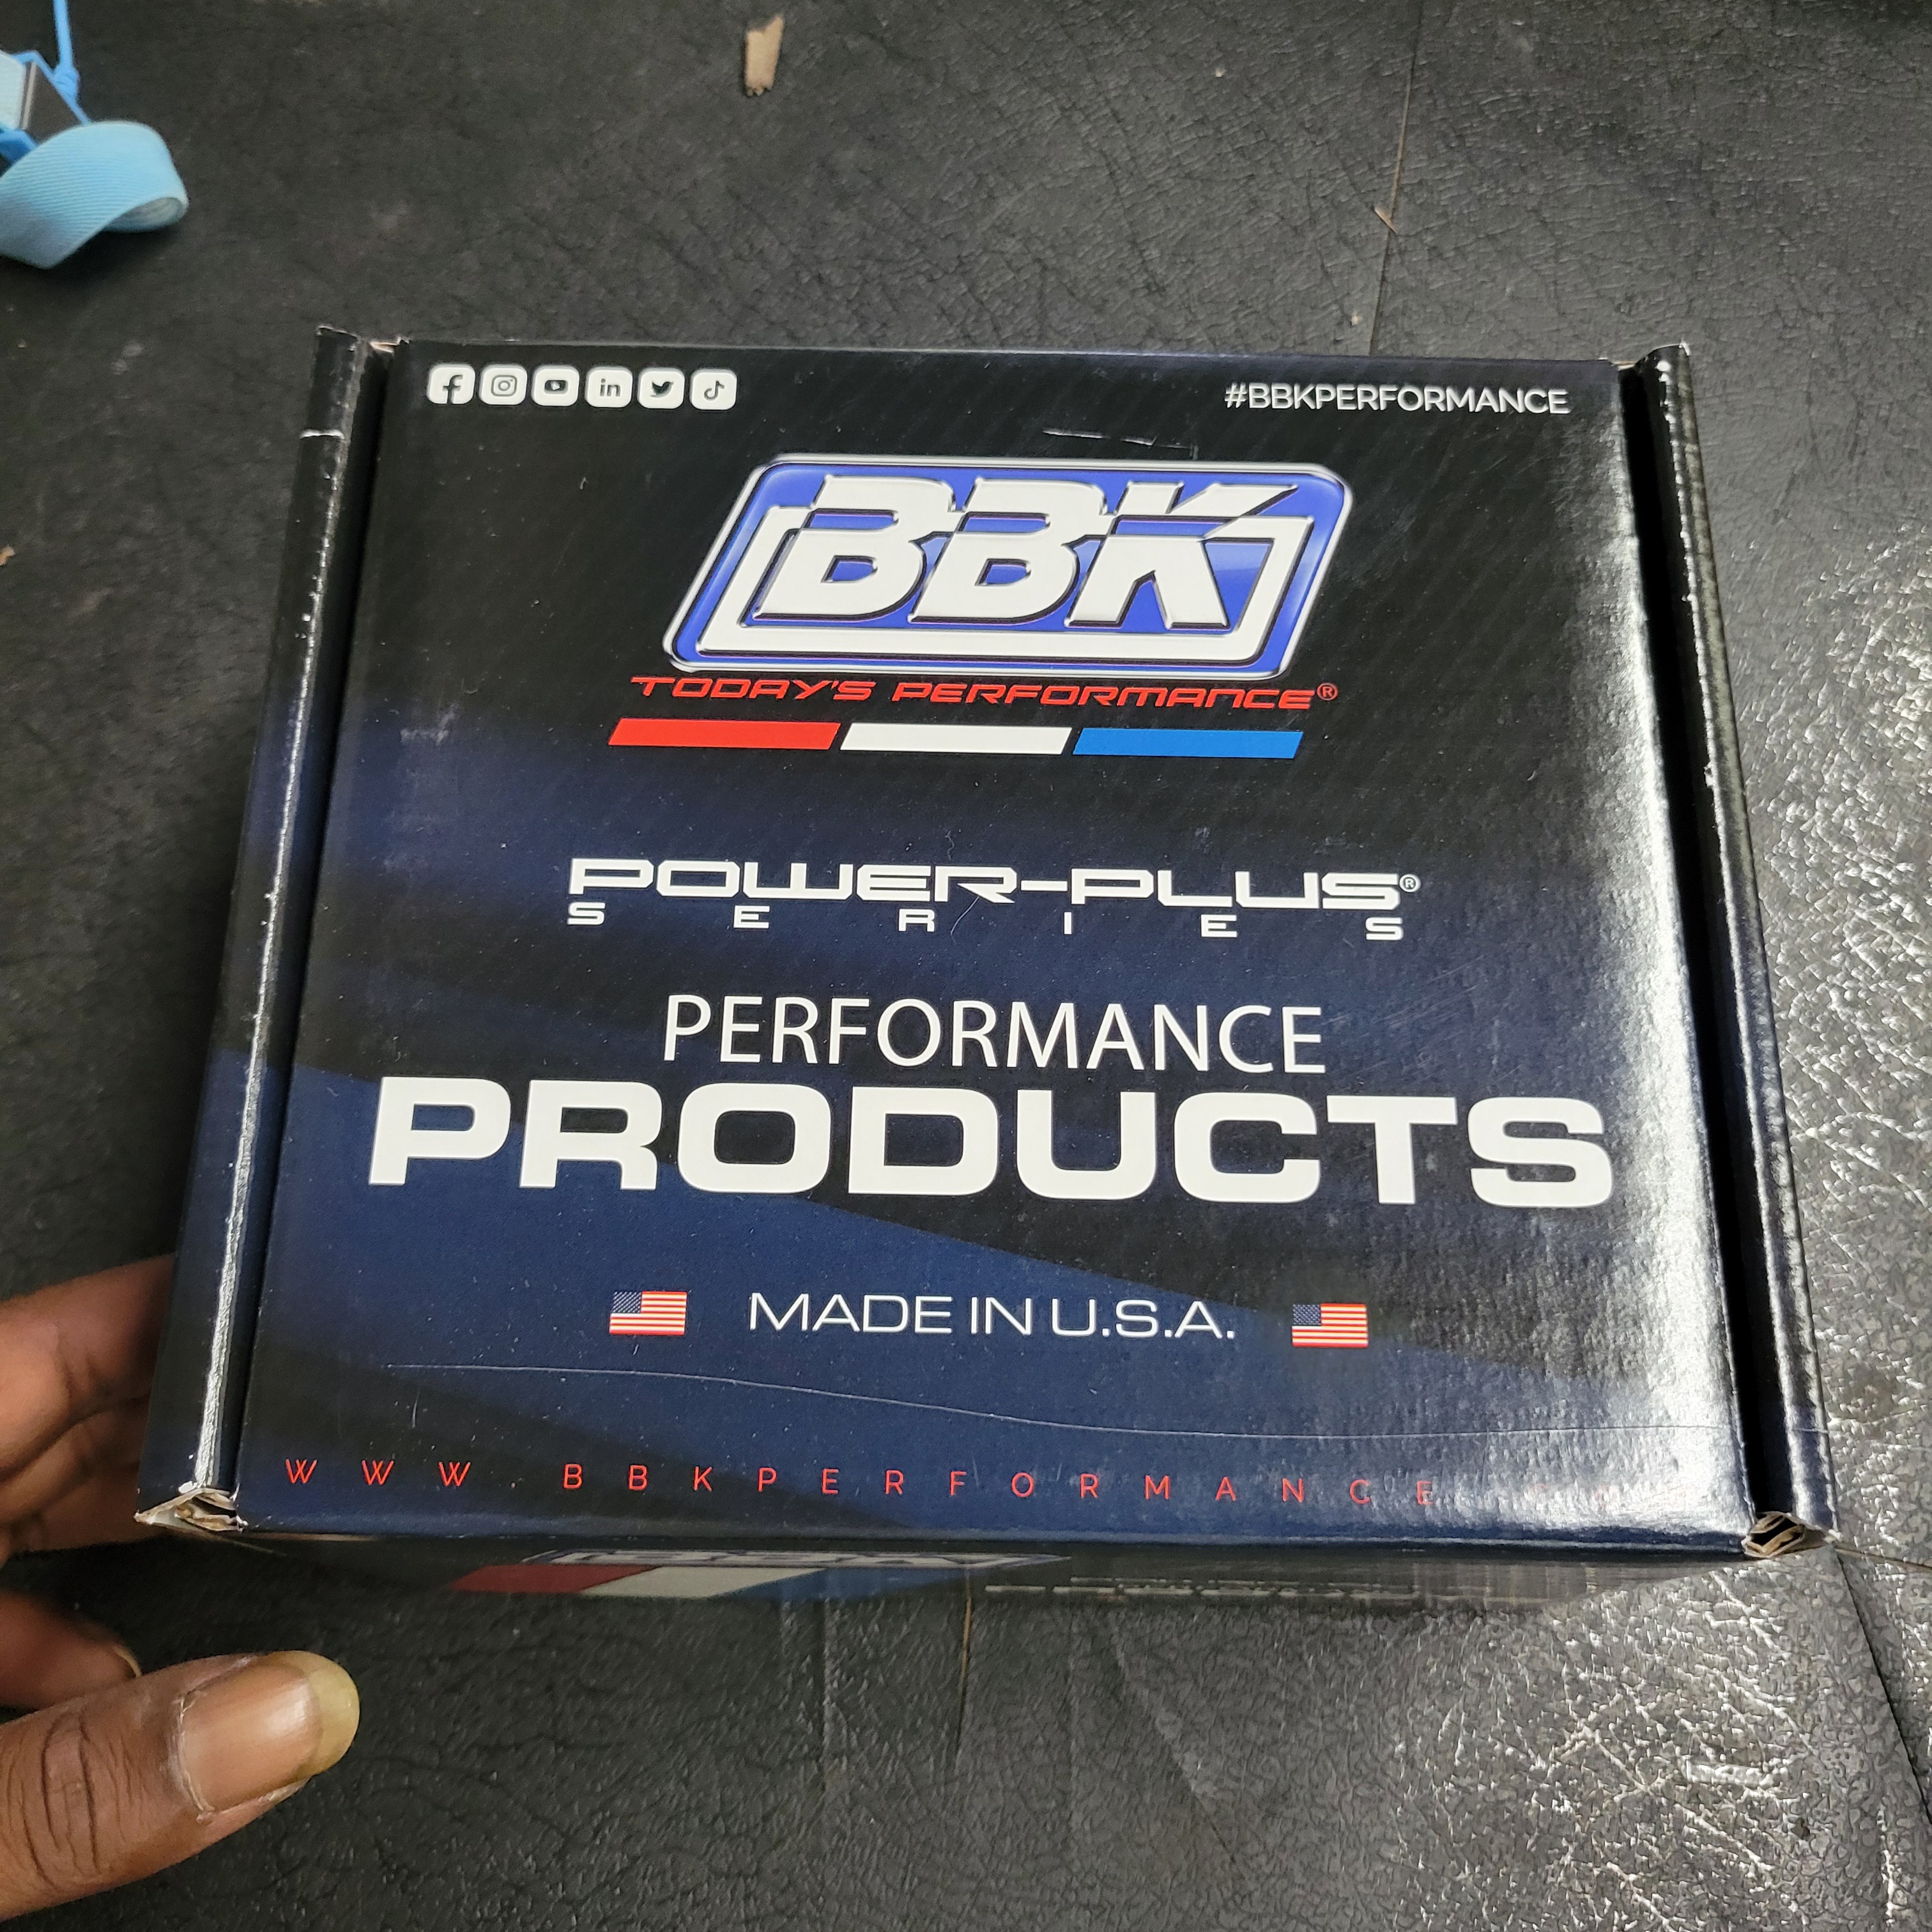 #BBKPERFORMANCE
BBK
TODAY'S PERFORMANCE®
POWER-PLUS®
SERIES
PERFORMANCE
PRODUCTS
MADE IN U.S.A.
WWW.BBKPERFORMANCE